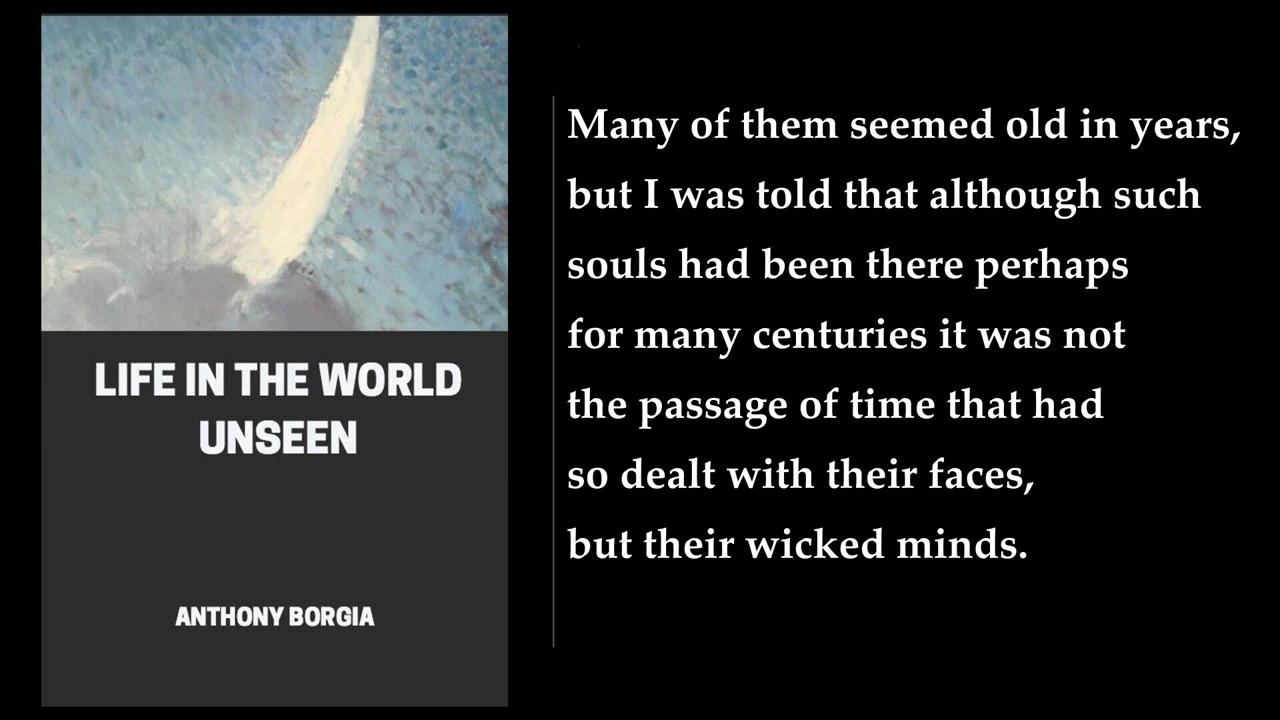 LIFE IN THE WORLD
UNSEEN
ANTHONY BORGIA
Many of them seemed old in years,
but I was told that although such
souls had been there perhaps
for many centuries it was not
the passage of time that had
so dealt with their faces,
but their wicked minds.